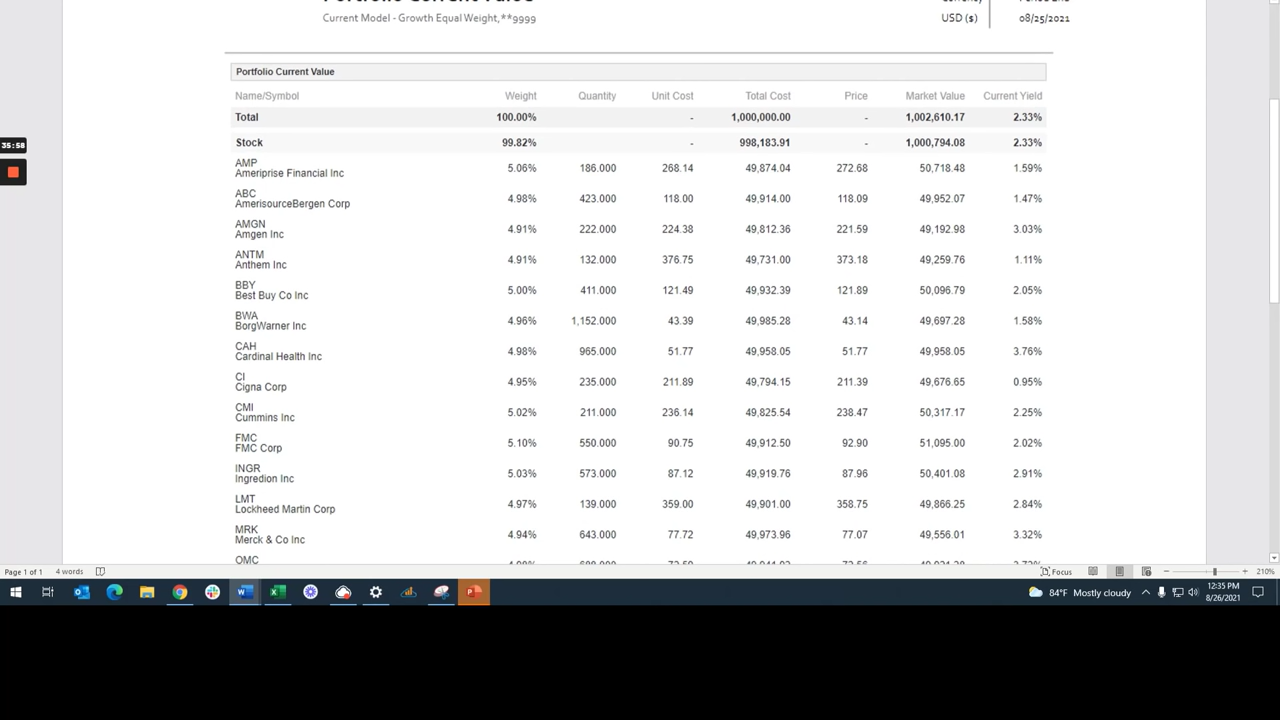 Portfolio Current Value
Current Model - Growth Equal Weight,**9999
USD ($) 08/25/2021
Portfolio Current Value
Name/Symbol Weight Quantity Unit Cost Total Cost Price Market Value Current Yield
Total 100.00% - 1,000,000.00 - 1,002,610.17 2.33%
Stock 99.82% - 998,183.91 - 1,000,794.08 2.33%
AMP
Ameriprise Financial Inc 5.06% 186.000 268.14 49,874.04 272.68 50,718.48 1.59%
ABC
AmerisourceBergen Corp 4.98% 423.000 118.00 49,914.00 118.09 49,952.07 1.47%
AMGN
Amgen Inc 4.91% 222.000 224.38 49,812.36 221.59 49,192.98 3.03%
ANTM
Anthem Inc 4.91% 132.000 376.75 49,731.00 373.18 49,259.76 1.11%
BBY
Best Buy Co Inc 5.00% 411.000 121.49 49,932.39 121.89 50,096.79 2.05%
BWA
BorgWarner Inc 4.96% 1,152.000 43.39 49,985.28 43.14 49,697.28 1.58%
CAH
Cardinal Health Inc 4.98% 965.000 51.77 49,958.05 51.77 49,958.05 3.76%
CI
Cigna Corp 4.95% 235.000 211.89 49,794.15 211.39 49,676.65 0.95%
CMI
Cummins Inc 5.02% 211.000 236.14 49,825.54 238.47 50,317.17 2.25%
FMC
FMC Corp 5.10% 550.000 90.75 49,912.50 92.90 51,095.00 2.02%
INGR
Ingredion Inc 5.03% 573.000 87.12 49,919.76 87.96 50,401.08 2.91%
LMT
Lockheed Martin Corp 4.97% 139.000 359.00 49,901.00 358.75 49,866.25 2.84%
MRK
Merck & Co Inc 4.94% 643.000 77.72 49,973.96 77.07 49,556.01 3.32%
OMC
35:58
Page 1 of 1 4 words Focus 210%
84°F Mostly cloudy 12:35 PM
8/26/2021